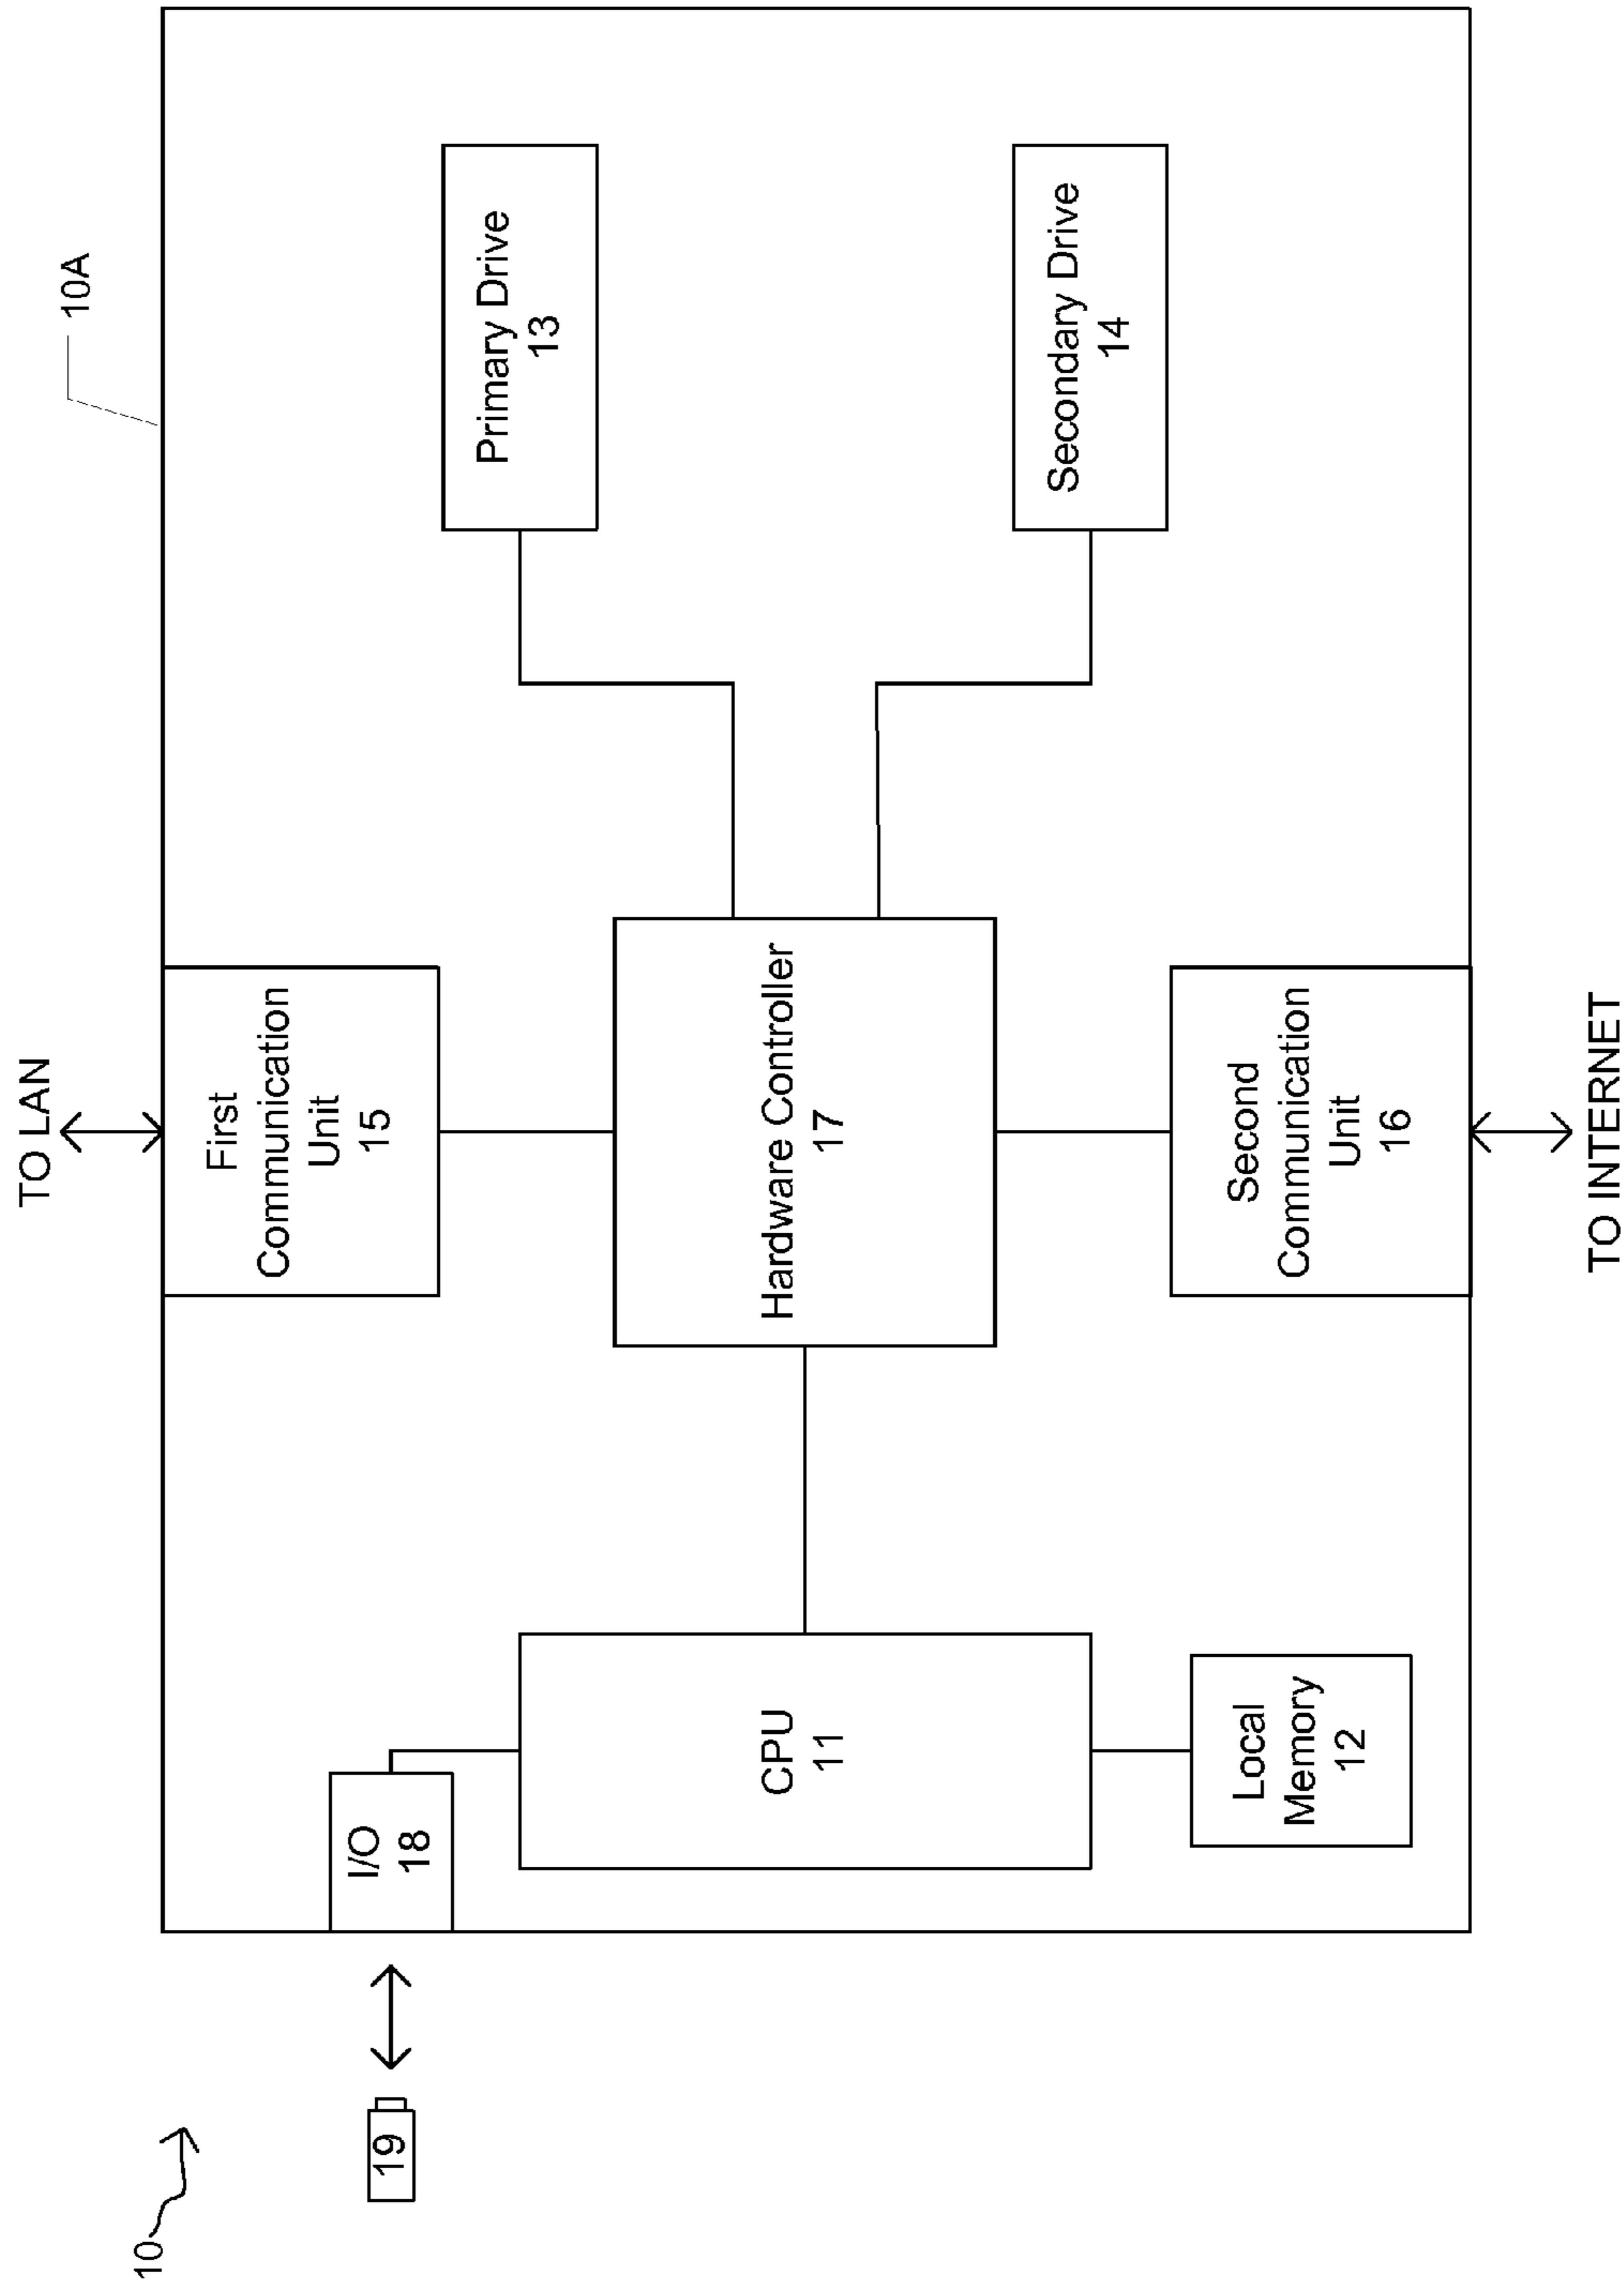 TO LAN
10A
First
Communication
Unit
15
Primary Drive
13
I/O
18
19
10
CPU
11
Hardware Controller
17
Local
Memory
12
Second
Communication
Unit
16
Secondary Drive
14
TO INTERNET